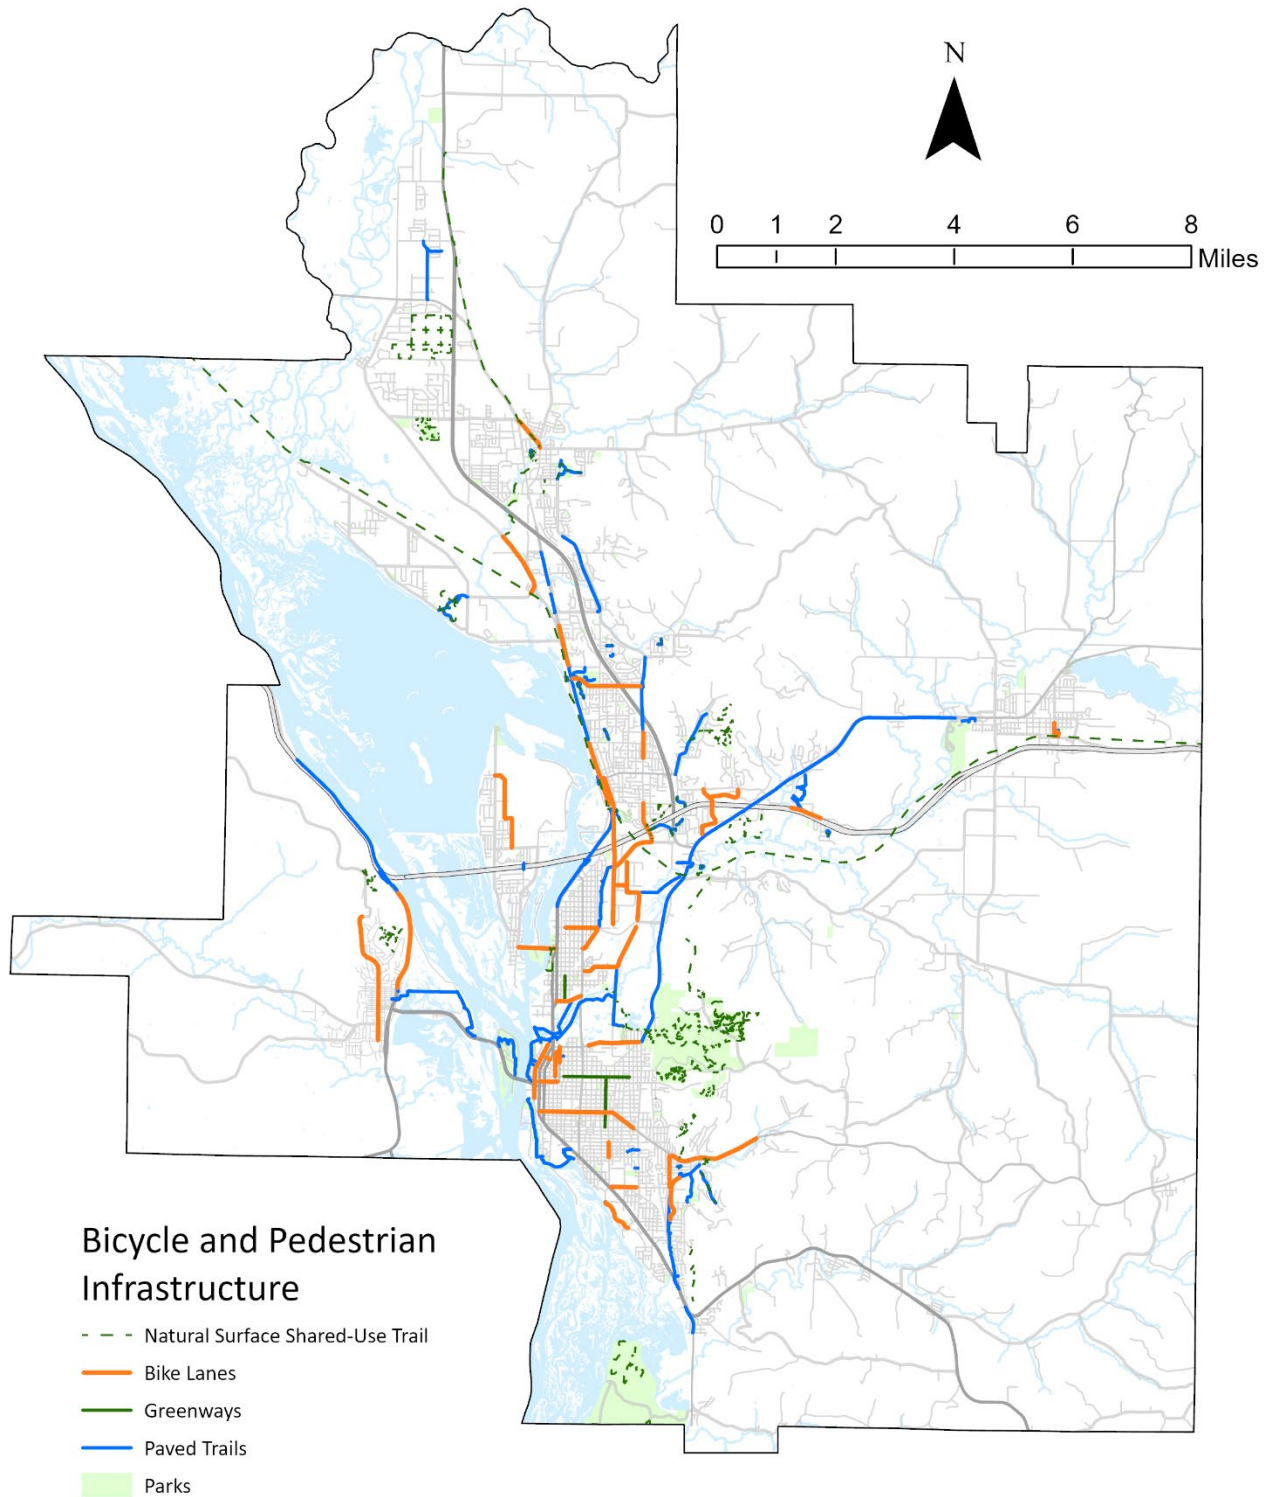 N
0 1 2 4 6 8
Miles
Bicycle and Pedestrian
Infrastructure
Natural Surface Shared-Use Trail
Bike Lanes
Greenways
Paved Trails
Parks